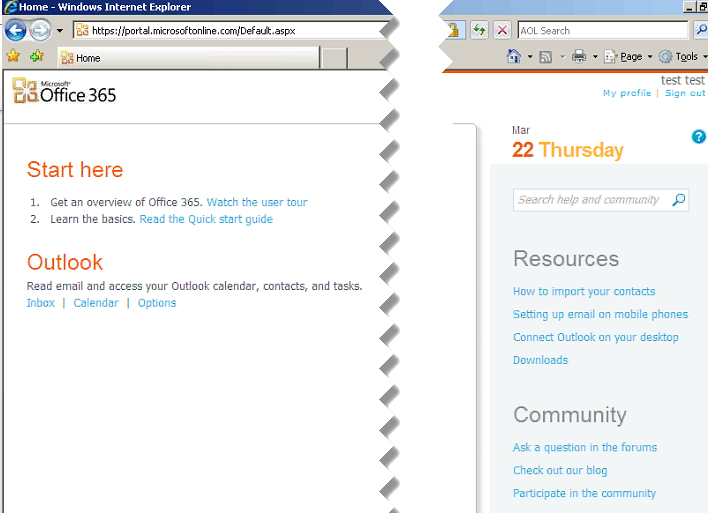 Home - Windows Internet Explorer
https://portal.microsoftonline.com/Default.aspx
AOL Search
Home
Page
Tools
Microsoft
Office 365
test test
My profile | Sign out
Mar
22 Thursday
Search help and community
Start here
1. Get an overview of Office 365. Watch the user tour
2. Learn the basics. Read the Quick start guide
Outlook
Read email and access your Outlook calendar, contacts, and tasks.
Inbox | Calendar | Options
Resources
How to import your contacts
Setting up email on mobile phones
Connect Outlook on your desktop
Downloads
Community
Ask a question in the forums
Check out our blog
Participate in the community